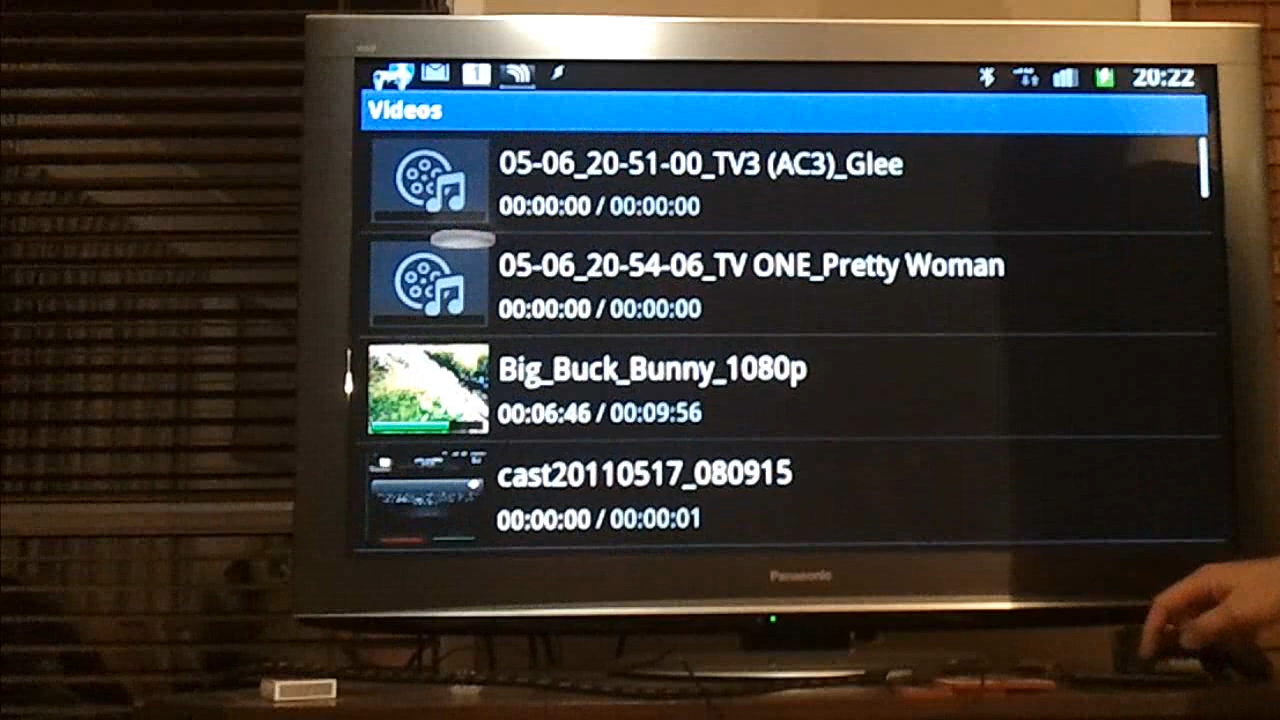 1
20:22
Videos
05-06_20-51-00_TV3 (AC3)_Glee
00:00:00 / 00:00:00
05-06_20-54-06_TV ONE_Pretty Woman
00:00:00 / 00:00:00
Big_Buck_Bunny_1080p
00:06:46 / 00:09:56
cast20110517_080915
00:00:00 / 00:00:01
Panasonic